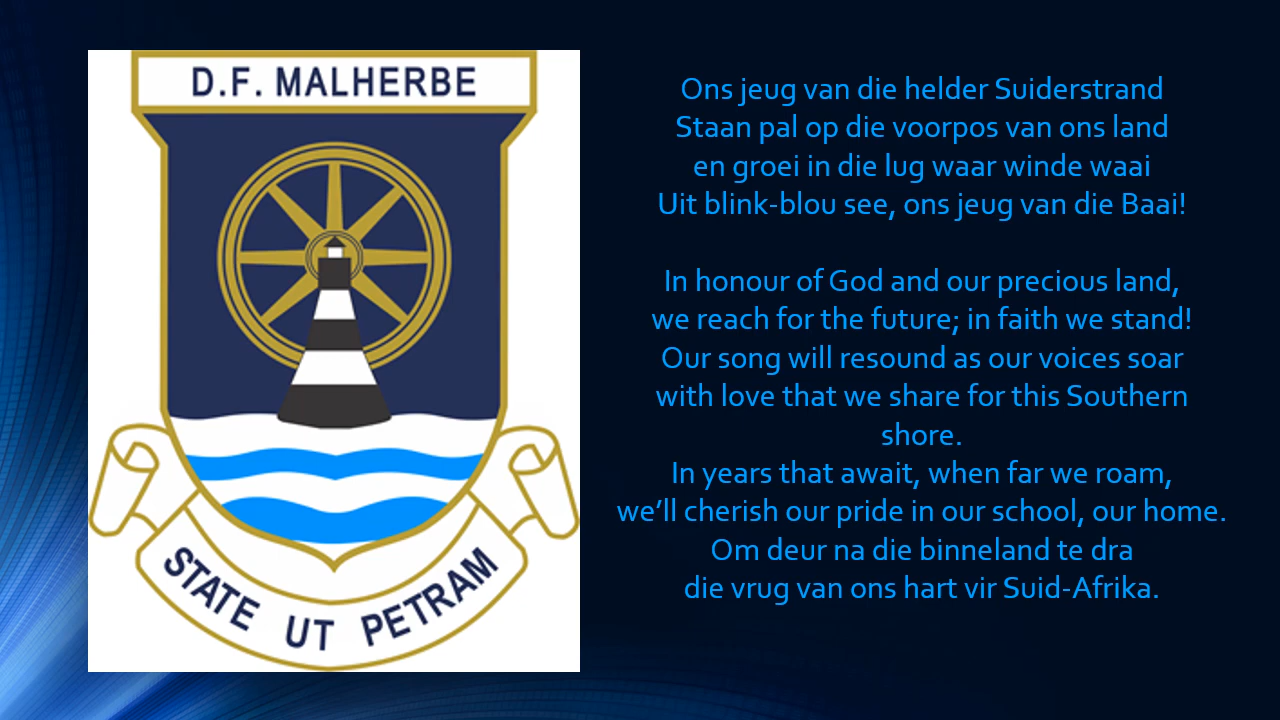 D.F. MALHERBE
STATE UT PETRAM
Ons jeug van die helder Suiderstrand
Staan pal op die voorpos van ons land
en groei in die lug waar winde waai
Uit blink-blou see, ons jeug van die Baai!
In honour of God and our precious land,
we reach for the future; in faith we stand!
Our song will resound as our voices soar
with love that we share for this Southern
shore.
In years that await, when far we roam,
we’ll cherish our pride in our school, our home.
Om deur na die binneland te dra
die vrug van ons hart vir Suid-Afrika.